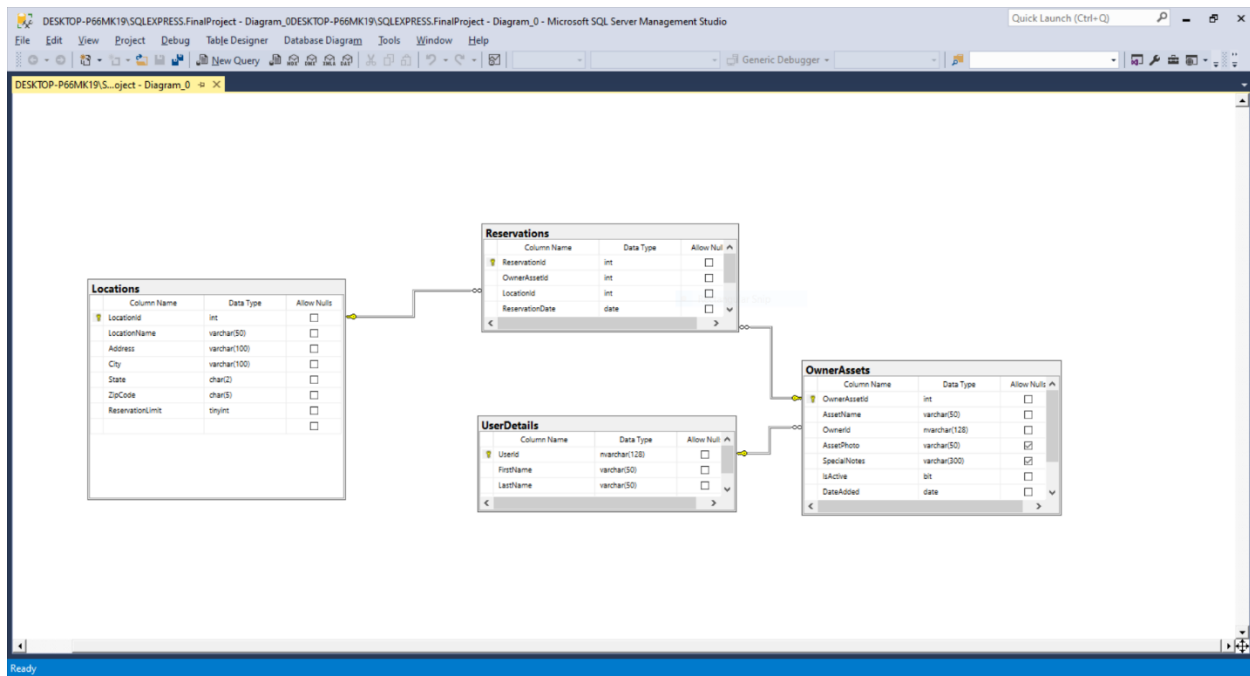 DESKTOP-P66MK19\SQLEXPRESS.FinalProject - Diagram_0DESKTOP-P66MK19\SQLEXPRESS.FinalProject - Diagram_0 - Microsoft SQL Server Management Studio
Quick Launch (Ctrl+Q)
File Edit View Project Debug Table Designer Database Diagram Tools Window Help
New Query Generic Debugger
DESKTOP-P66MK19\S...oject - Diagram_0
Reservations
Column Name Data Type Allow Nul
ReservationId int
OwnerAssetId int
LocationId int
ReservationDate date
Locations
Column Name Data Type Allow Nulls
LocationId int
LocationName varchar(50)
Address varchar(100)
City varchar(100)
State char(2)
ZipCode char(5)
ReservationLimit tinyint
OwnerAssets
Column Name Data Type Allow Nulls
OwnerAssetId int
AssetName varchar(50)
OwnerId nvarchar(128)
AssetPhoto varchar(50)
SpecialNotes varchar(300)
IsActive bit
DateAdded date
UserDetails
Column Name Data Type Allow Null
UserId nvarchar(128)
FirstName varchar(50)
LastName varchar(50)
Ready